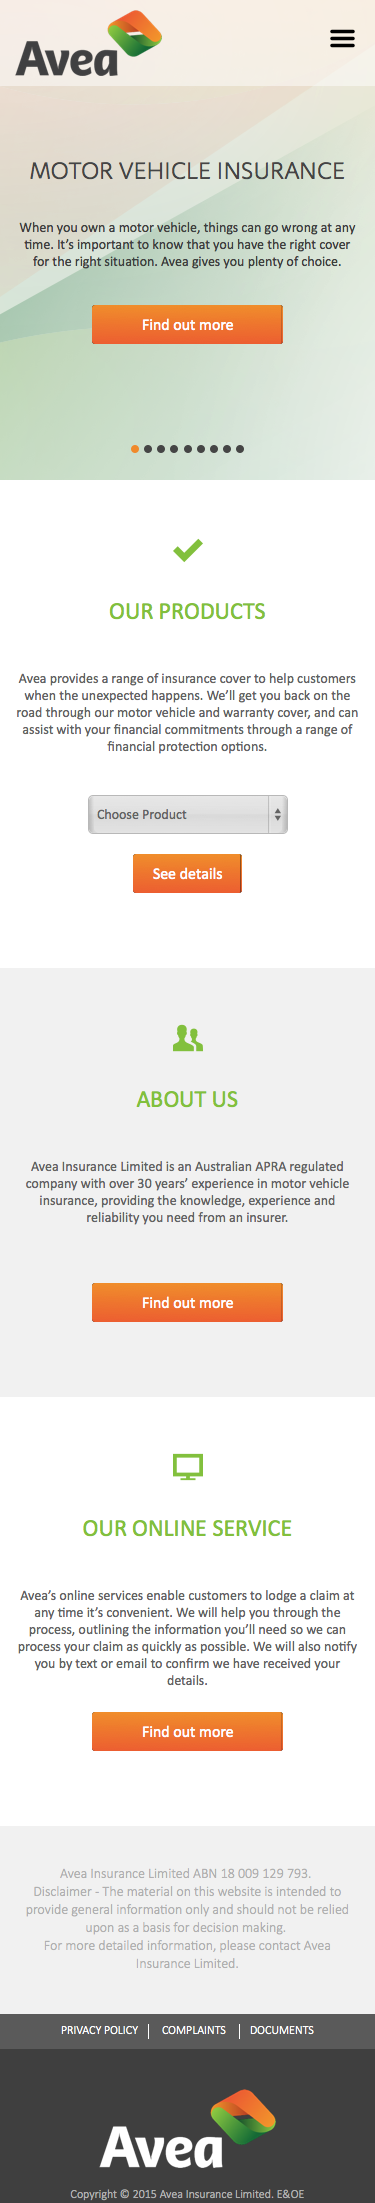 Avea
MOTOR VEHICLE INSURANCE
When you own a motor vehicle, things can go wrong at any
time. It’s important to know that you have the right cover
for the right situation. Avea gives you plenty of choice.
Find out more
OUR PRODUCTS
Avea provides a range of insurance cover to help customers
when the unexpected happens. We’ll get you back on the
road through our motor vehicle and warranty cover, and can
assist with your financial commitments through a range of
financial protection options.
Choose Product
See details
ABOUT US
Avea Insurance Limited is an Australian APRA regulated
company with over 30 years’ experience in motor vehicle
insurance, providing the knowledge, experience and
reliability you need from an insurer.
Find out more
OUR ONLINE SERVICE
Avea’s online services enable customers to lodge a claim at
any time it’s convenient. We will help you through the
process, outlining the information you’ll need so we can
process your claim as quickly as possible. We will also notify
you by text or email to confirm we have received your
details.
Find out more
Avea Insurance Limited ABN 18 009 129 793.
Disclaimer - The material on this website is intended to
provide general information only and should not be relied
upon as a basis for decision making.
For more detailed information, please contact Avea
Insurance Limited.
PRIVACY POLICY | COMPLAINTS | DOCUMENTS
Avea
Copyright © 2015 Avea Insurance Limited. E&OE